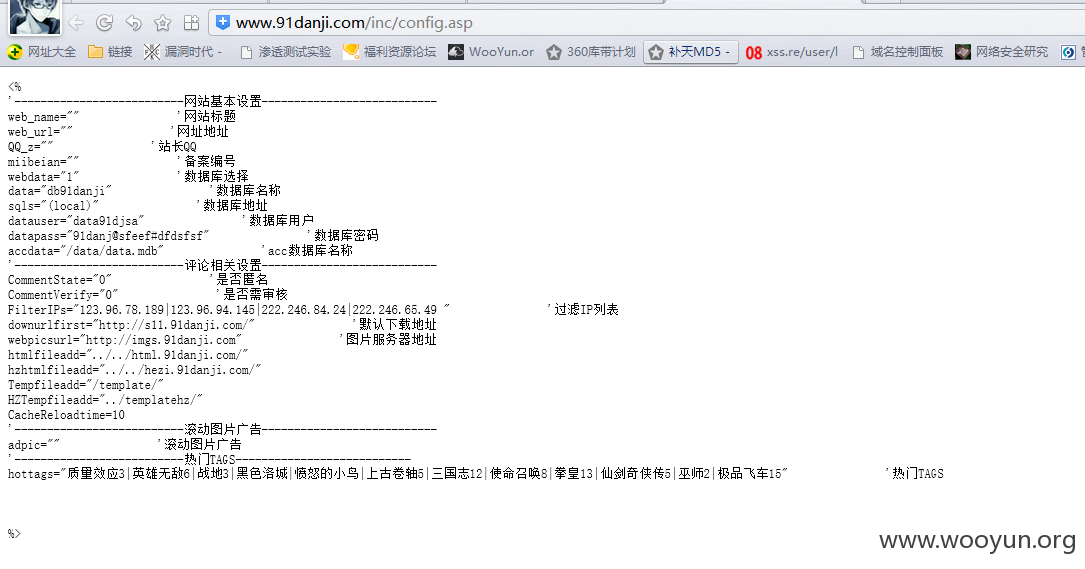 www.91danji.com/inc/config.asp
网址大全 链接 漏洞时代 - 渗透测试实验 福利资源论坛 WooYun.or 360库带计划 补天MD5 - 08 xss.re/user/l 域名控制面板 网络安全研究
<%
'--------------------------网站基本设置---------------------------
web_name="" '网站标题
web_url="" '网址地址
QQ_z="" '站长QQ
miibeian="" '备案编号
webdata="1" '数据库选择
data="db91danji" '数据库名称
sqls="(local)" '数据库地址
datauser="data91djsa" '数据库用户
datapass="91danj@sfeef#dfdsfsf" '数据库密码
accdata="/data/data.mdb" 'acc数据库名称
'--------------------------评论相关设置---------------------------
CommentState="0" '是否匿名
CommentVerify="0" '是否需审核
FilterIPs="123.96.78.189|123.96.94.145|222.246.84.24|222.246.65.49 " '过滤IP列表
downurlfirst="http://s11.91danji.com/" '默认下载地址
webpicsurl="http://imgs.91danji.com" '图片服务器地址
htmlfileadd="../../html.91danji.com/"
hzhtmlfileadd="../../hezi.91danji.com/"
Tempfileadd="/template/"
HZTempfileadd="../templatehz/"
CacheReloadtime=10
'--------------------------滚动图片广告---------------------------
adpic="" '滚动图片广告
'--------------------------热门TAGS---------------------------
hottags="质量效应3|英雄无敌6|战地3|黑色洛城|愤怒的小鸟|上古卷轴5|三国志12|使命召唤8|拳皇13|仙剑奇侠传5|巫师2|极品飞车15" '热门TAGS
%>
www.wooyun.org